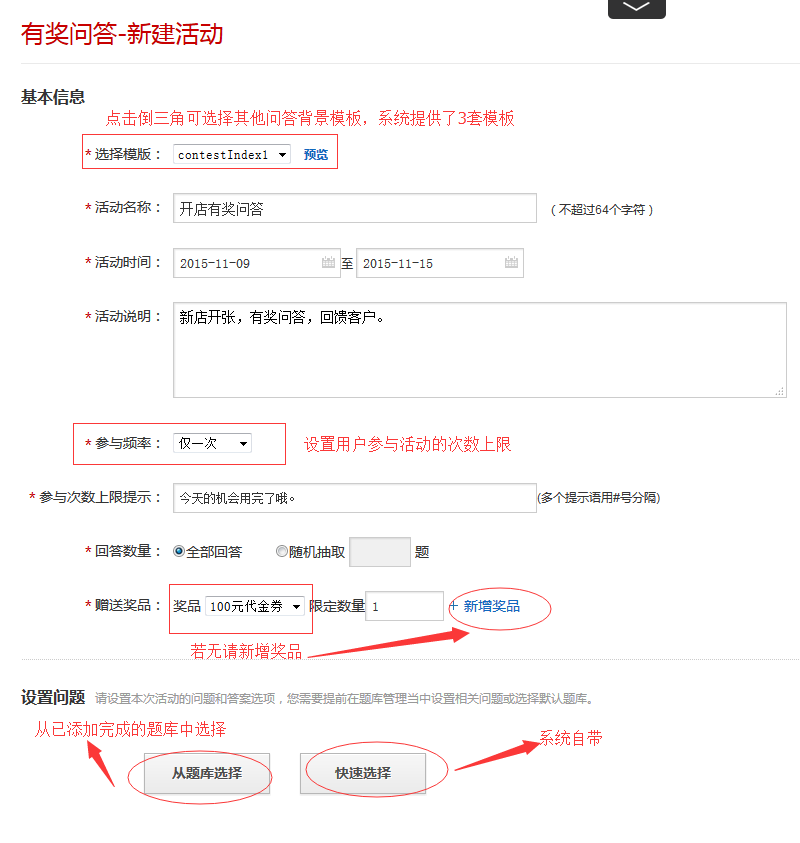 有奖问答-新建活动
基本信息
点击倒三角可选择其他问答背景模板，系统提供了3套模板
*选择模版： contestIndex1 预览
*活动名称： 开店有奖问答 （不超过64个字符）
*活动时间： 2015-11-09 至 2015-11-15
*活动说明： 新店开张，有奖问答，回馈客户。
*参与频率： 仅一次 设置用户参与活动的次数上限
*参与次数上限提示： 今天的机会用完了哦。 (多个提示语用#号分隔)
*回答数量： 全部回答 随机抽取 题
*赠送奖品： 奖品 100元代金券 限定数量 1 + 新增奖品
若无请新增奖品
设置问题 请设置本次活动的问题和答案选项，您需要提前在题库管理当中设置相关问题或选择默认题库。
从已添加完成的题库中选择
系统自带
从题库选择 快速选择